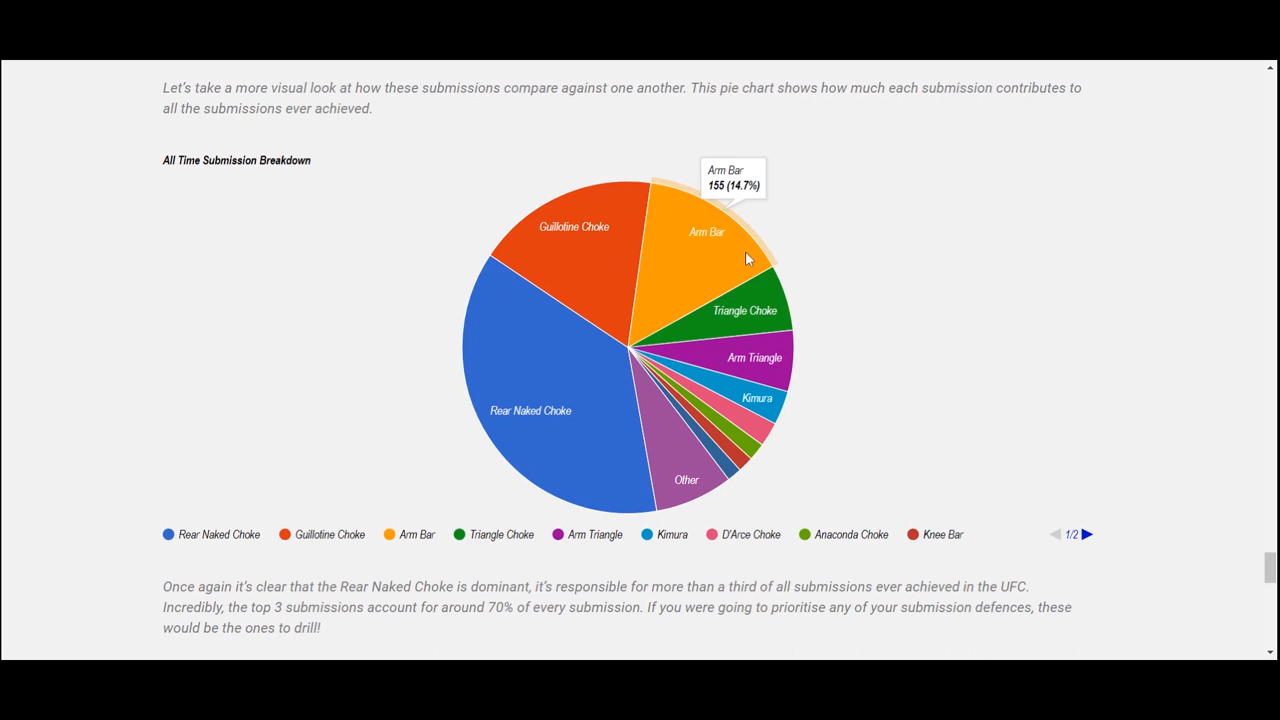 Let's take a more visual look at how these submissions compare against one another. This pie chart shows how much each submission contributes to
all the submissions ever achieved.
All Time Submission Breakdown
Arm Bar
155 (14.7%)
Guillotine Choke
Arm Bar
Triangle Choke
Arm Triangle
Kimura
Rear Naked Choke
Other
Rear Naked Choke Guillotine Choke Arm Bar Triangle Choke Arm Triangle Kimura D'Arce Choke Anaconda Choke Knee Bar 1/2
Once again it's clear that the Rear Naked Choke is dominant, it's responsible for more than a third of all submissions ever achieved in the UFC.
Incredibly, the top 3 submissions account for around 70% of every submission. If you were going to prioritise any of your submission defences, these
would be the ones to drill!